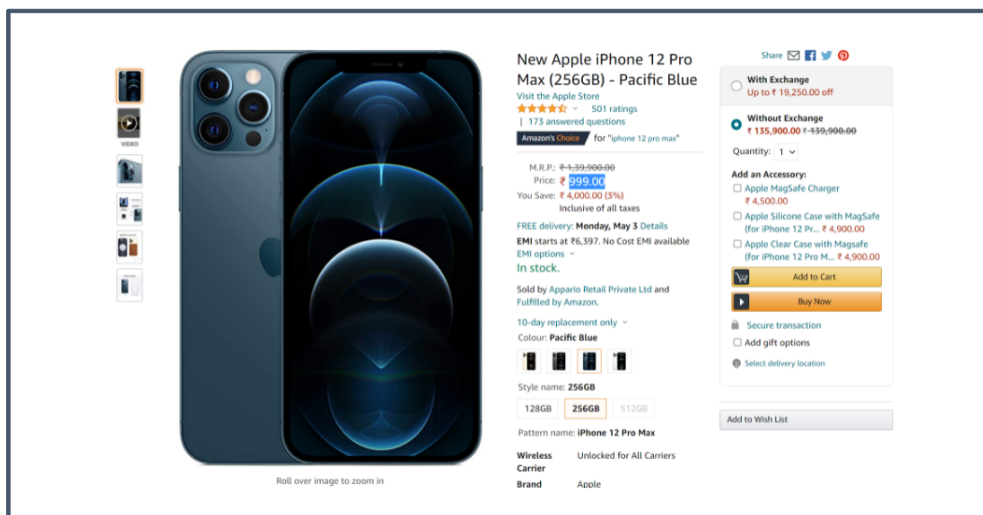 VIDEO
Roll over image to zoom in
New Apple iPhone 12 Pro
Max (256GB) - Pacific Blue
Visit the Apple Store
501 ratings
| 173 answered questions
Amazon's Choice for "iphone 12 pro max"
M.R.P.: ₹ 1,39,900.00
Price: ₹ 999.00
You Save: ₹ 4,000.00 (3%)
Inclusive of all taxes
FREE delivery: Monday, May 3 Details
EMI starts at ₹6,397. No Cost EMI available
EMI options
In stock.
Sold by Appario Retail Private Ltd and
Fulfilled by Amazon.
10-day replacement only
Colour: Pacific Blue
Style name: 256GB
128GB 256GB 512GB
Pattern name: iPhone 12 Pro Max
Wireless Carrier Unlocked for All Carriers
Brand Apple
Share
With Exchange
Up to ₹ 19,250.00 off
Without Exchange
₹ 135,900.00 ₹ 139,900.00
Quantity: 1
Add an Accessory:
Apple MagSafe Charger
₹ 4,500.00
Apple Silicone Case with MagSafe
(for iPhone 12 Pr... ₹ 4,900.00
Apple Clear Case with Magsafe
(for iPhone 12 Pro M... ₹ 4,900.00
Add to Cart
Buy Now
Secure transaction
Add gift options
Select delivery location
Add to Wish List